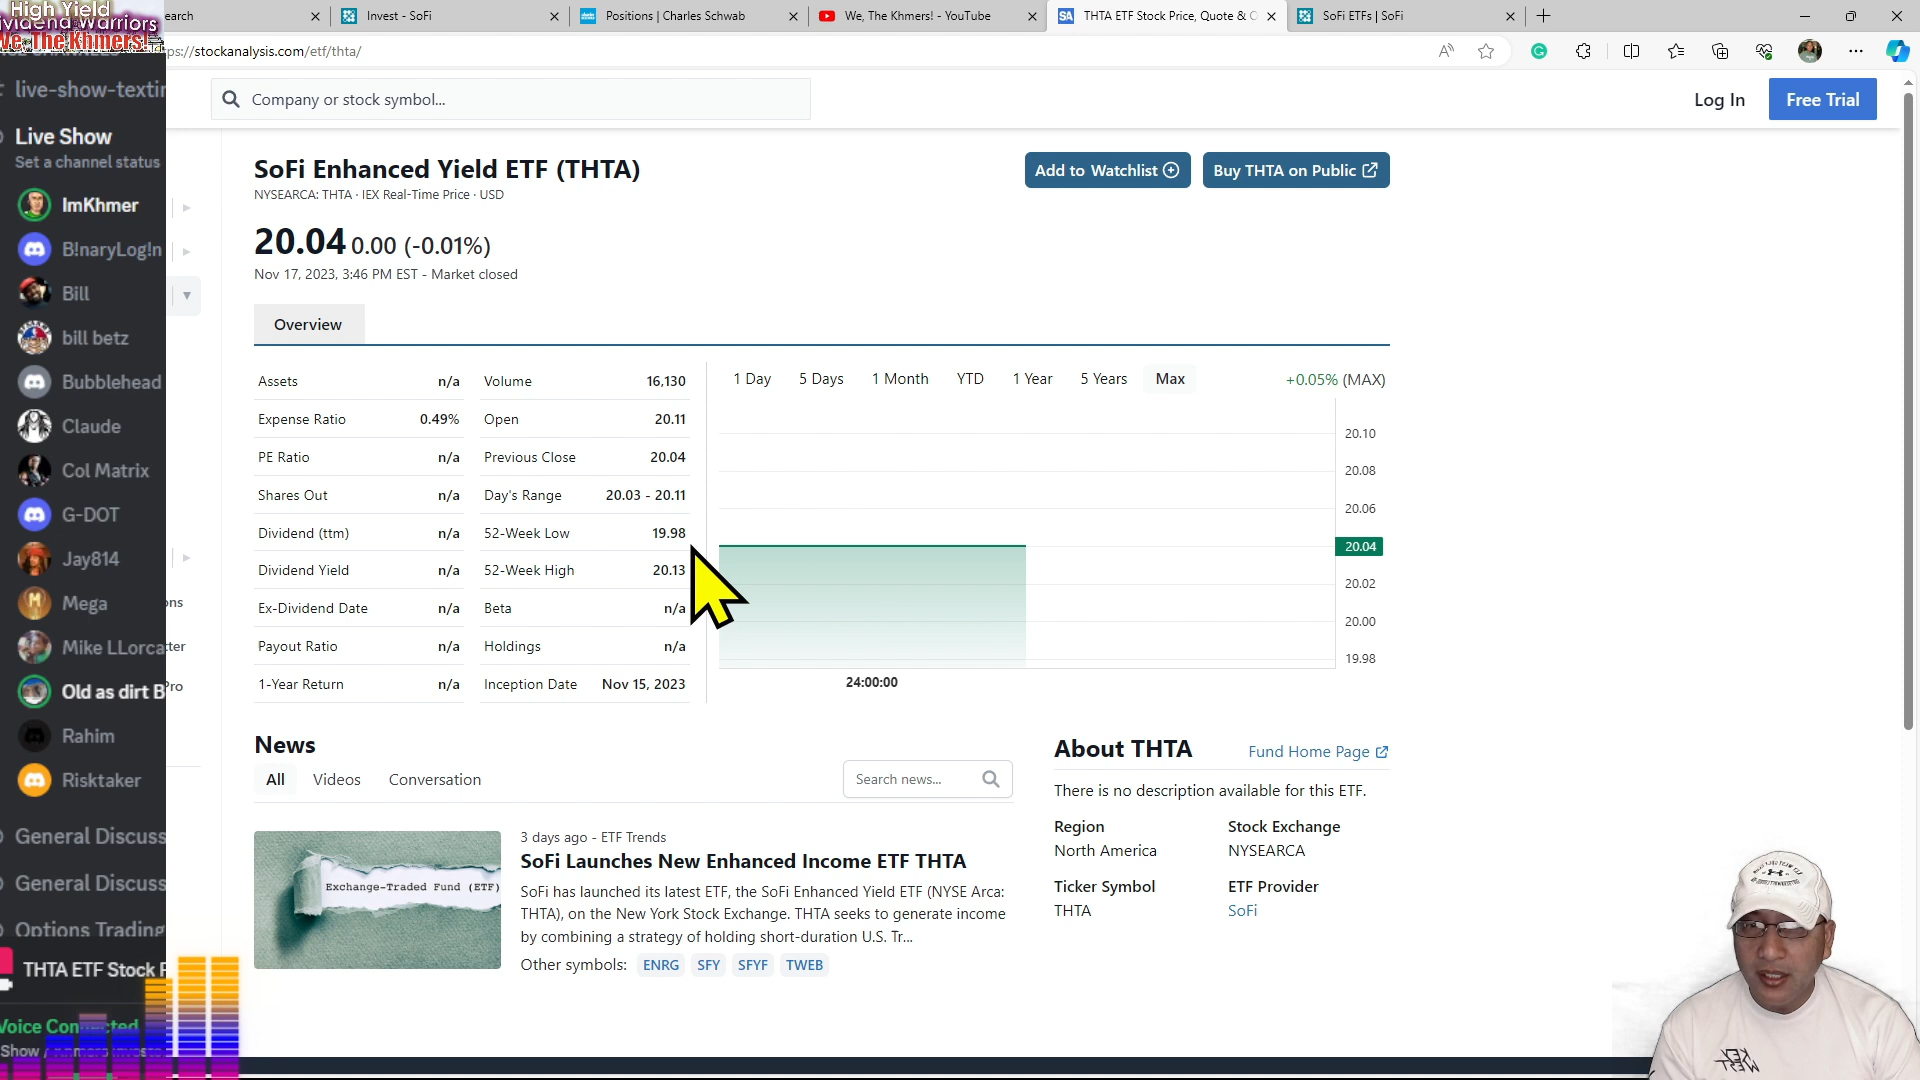 High Yield
ividend Warriors
We, The Khmers!
earch
Invest - SoFi
Positions | Charles Schwab
We, The Khmers! - YouTube
THTA ETF Stock Price, Quote &
SoFi ETFs | SoFi
ps://stockanalysis.com/etf/thta/
Company or stock symbol...
Log In
Free Trial
live-show-textin
Live Show
Set a channel status
ImKhmer
B!naryLog!n
Bill
bill betz
Bubblehead
Claude
Col Matrix
G-DOT
Jay814
Mega
Mike LLorca
Old as dirt B
Rahim
Risktaker
General Discuss
General Discuss
Options Trading
THTA ETF Stock P
Voice Connected
Show /
ons
ter
Pro
SoFi Enhanced Yield ETF (THTA)
NYSEARCA: THTA · IEX Real-Time Price · USD
Add to Watchlist
Buy THTA on Public
20.04 0.00 (-0.01%)
Nov 17, 2023, 3:46 PM EST - Market closed
Overview
Assets n/a Volume 16,130
Expense Ratio 0.49% Open 20.11
PE Ratio n/a Previous Close 20.04
Shares Out n/a Day's Range 20.03 - 20.11
Dividend (ttm) n/a 52-Week Low 19.98
Dividend Yield n/a 52-Week High 20.13
Ex-Dividend Date n/a Beta n/a
Payout Ratio n/a Holdings n/a
1-Year Return n/a Inception Date Nov 15, 2023
1 Day 5 Days 1 Month YTD 1 Year 5 Years Max +0.05% (MAX)
20.10
20.08
20.06
20.04
20.02
20.00
19.98
24:00:00
News
All Videos Conversation
Search news...
Exchange-Traded Fund (ETF)
3 days ago - ETF Trends
SoFi Launches New Enhanced Income ETF THTA
SoFi has launched its latest ETF, the SoFi Enhanced Yield ETF (NYSE Arca:
THTA), on the New York Stock Exchange. THTA seeks to generate income
by combining a strategy of holding short-duration U.S. Tr...
Other symbols: ENRG SFY SFYF TWEB
About THTA
Fund Home Page
There is no description available for this ETF.
Region Stock Exchange
North America NYSEARCA
Ticker Symbol ETF Provider
THTA SoFi